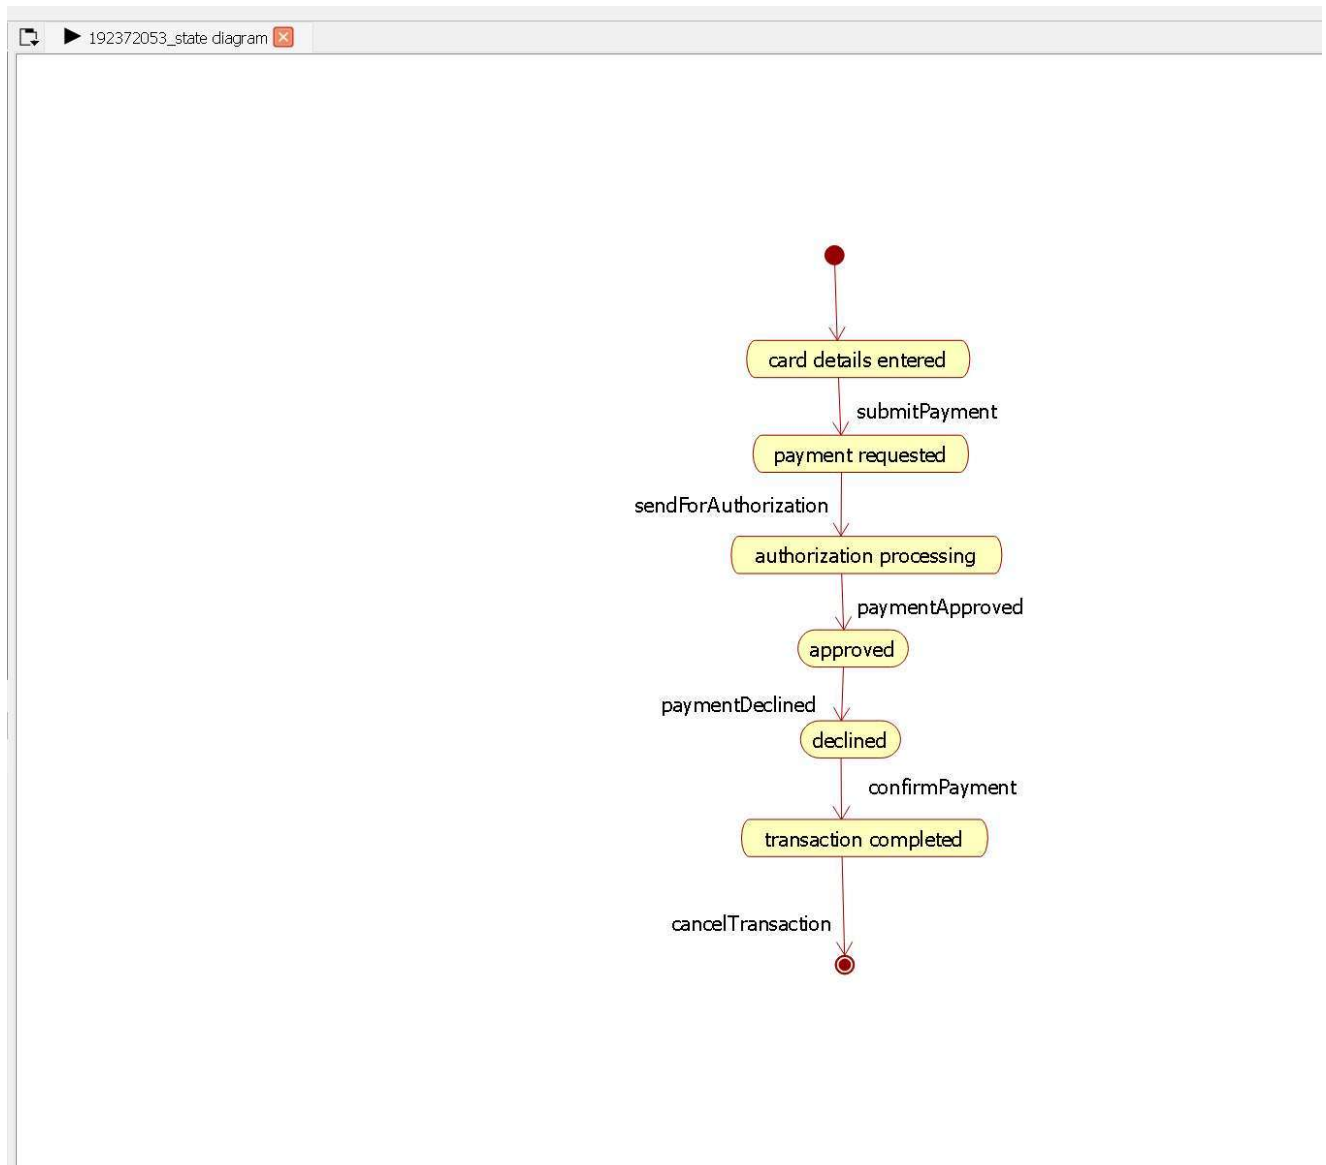 192372053_state diagram
card details entered
submitPayment
payment requested
sendForAuthorization
authorization processing
paymentApproved
approved
paymentDeclined
declined
confirmPayment
transaction completed
cancelTransaction